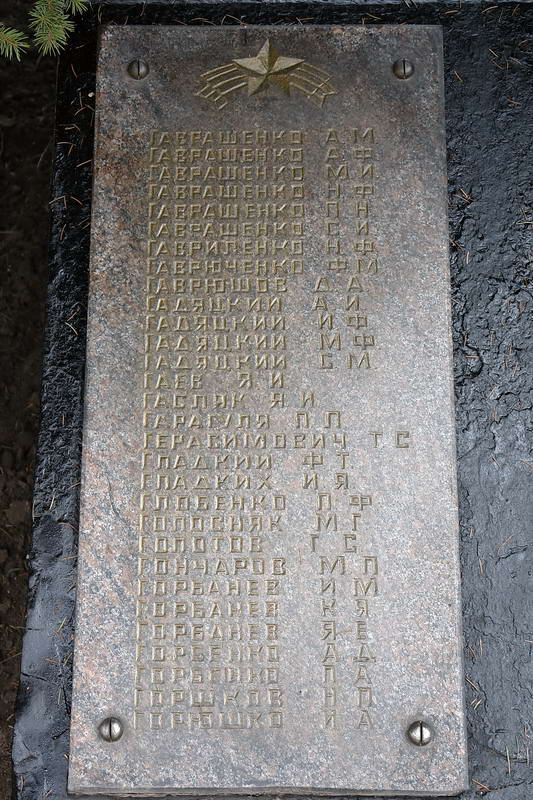 ГАВРАШЕНКО А М
ГАВРАШЕНКО А Ф
ГАВРАШЕНКО М И
ГАВРАШЕНКО Н Ф
ГАВРАШЕНКО П Н
ГАВРАШЕНКО С И
ГАВРИЛЕНКО Н Ф
ГАВРЮЧЕНКО Ф М
ГАВРЮШОВ Д А
ГАДЯЦКИЙ А И
ГАДЯЦКИЙ И Ф
ГАДЯЦКИЙ М Ф
ГАДЯЦКИЙ С М
ГАЕВ Я И
ГАСЛЯК Я И
ГАРАГУЛЯ П П
ГЕРАСИМОВИЧ Т С
ГЛАДКИЙ Ф Т
ГЛАДКИХ И Я
ГЛОБЕНКО П Ф
ГОЛОСНЯК М Г
ГОЛОТОВ Г С
ГОНЧАРОВ М П
ГОРБАНЕВ И М
ГОРБАНЕВ К Я
ГОРБАНЕВ Я Е
ГОРБЕНКО А Д
ГОРБЕНКО П А
ГОРШКОВ Н П
ГОРЮШКО И А